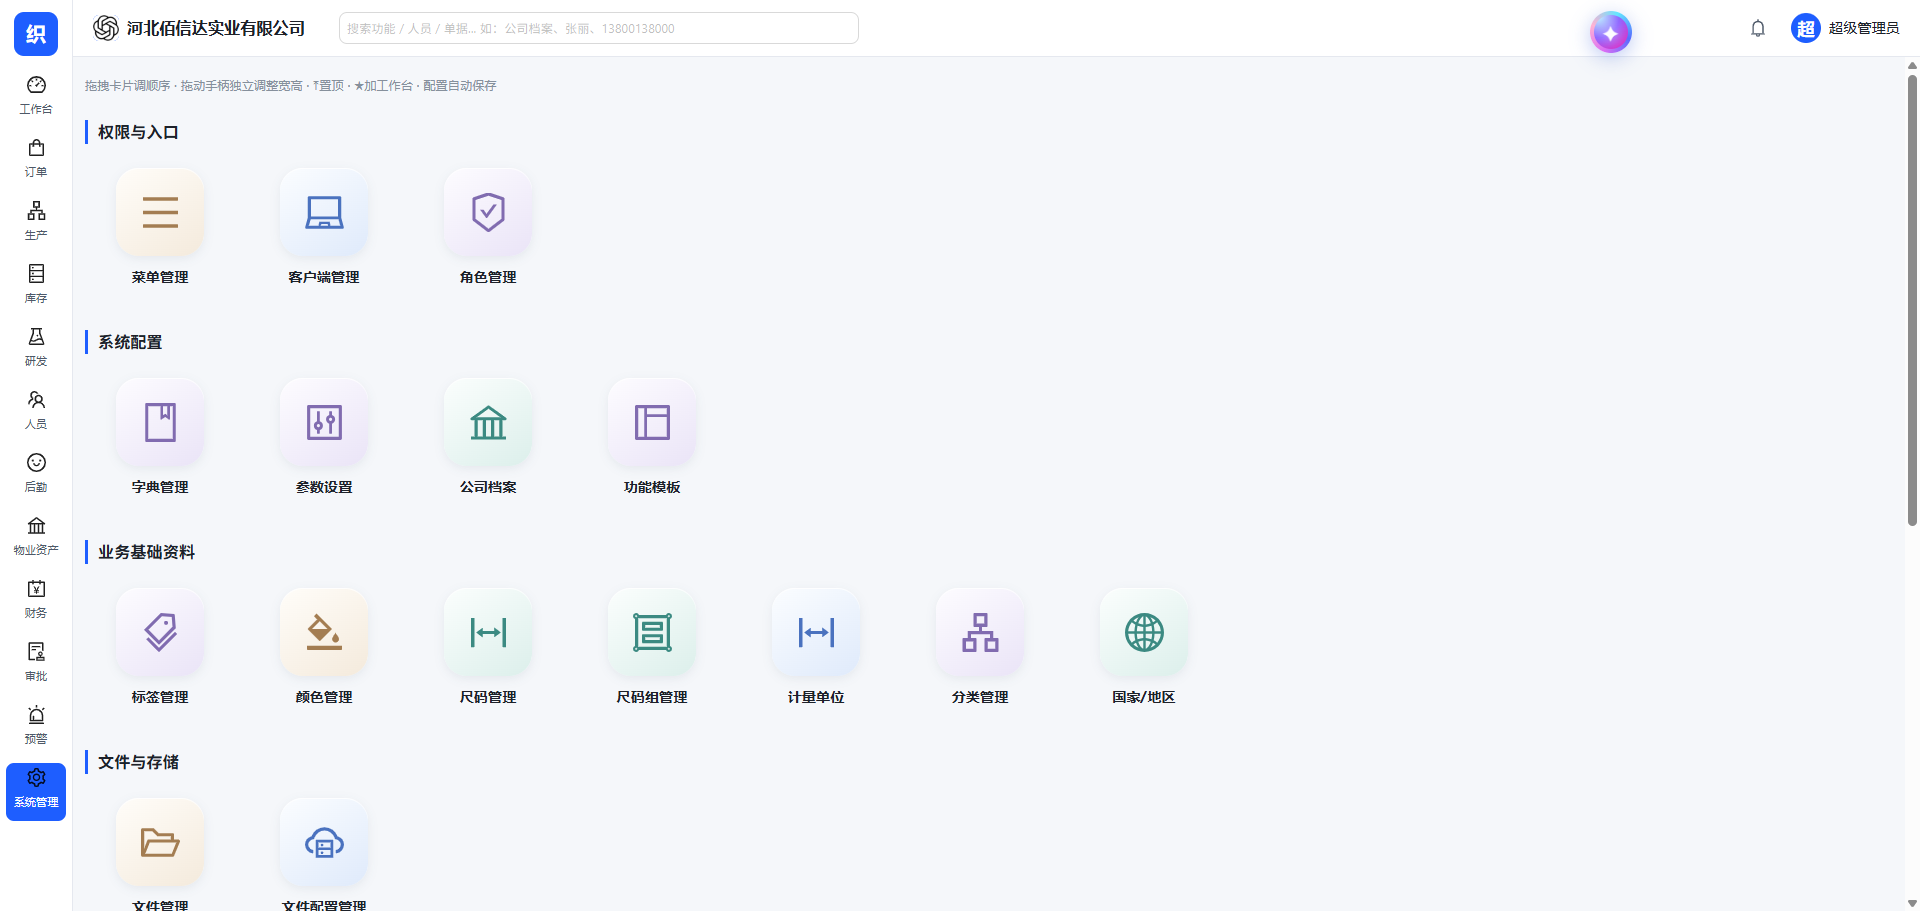 织
河北佰信达实业有限公司
搜索功能 / 人员 / 单据... 如：公司档案、张丽、13800138000
超
超级管理员
工作台
订单
生产
库存
研发
人员
后勤
物业资产
财务
审批
预警
系统管理
拖拽卡片调顺序 · 拖动手柄独立调整宽高 · ⤒置顶 · ★加工作台 · 配置自动保存
权限与入口
菜单管理
客户端管理
角色管理
系统配置
字典管理
参数设置
公司档案
功能模板
业务基础资料
标签管理
颜色管理
尺码管理
尺码组管理
计量单位
分类管理
国家/地区
文件与存储
文件管理
文件配置管理